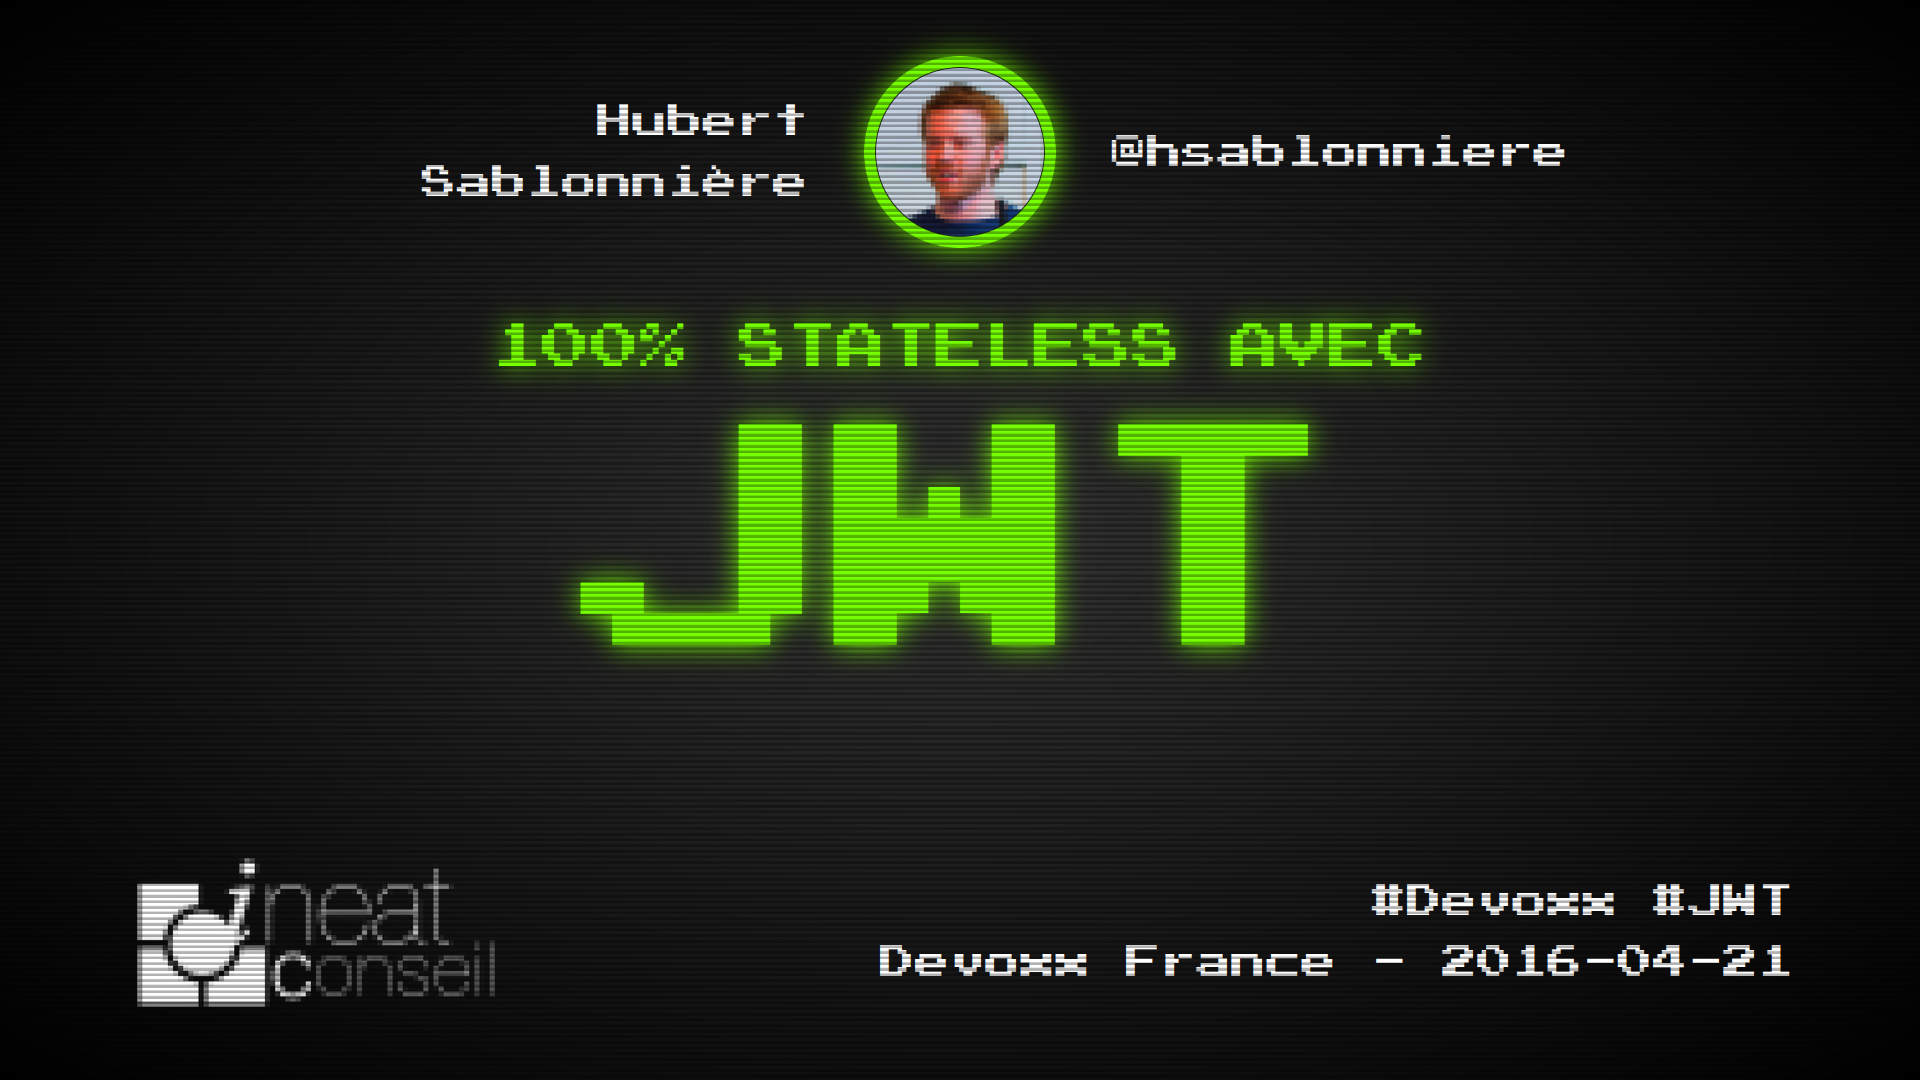 Hubert
Sablonnière
@hsablonniere
100% STATELESS AVEC
JWT
ineat
conseil
#Devoxx #JWT
Devoxx France - 2016-04-21